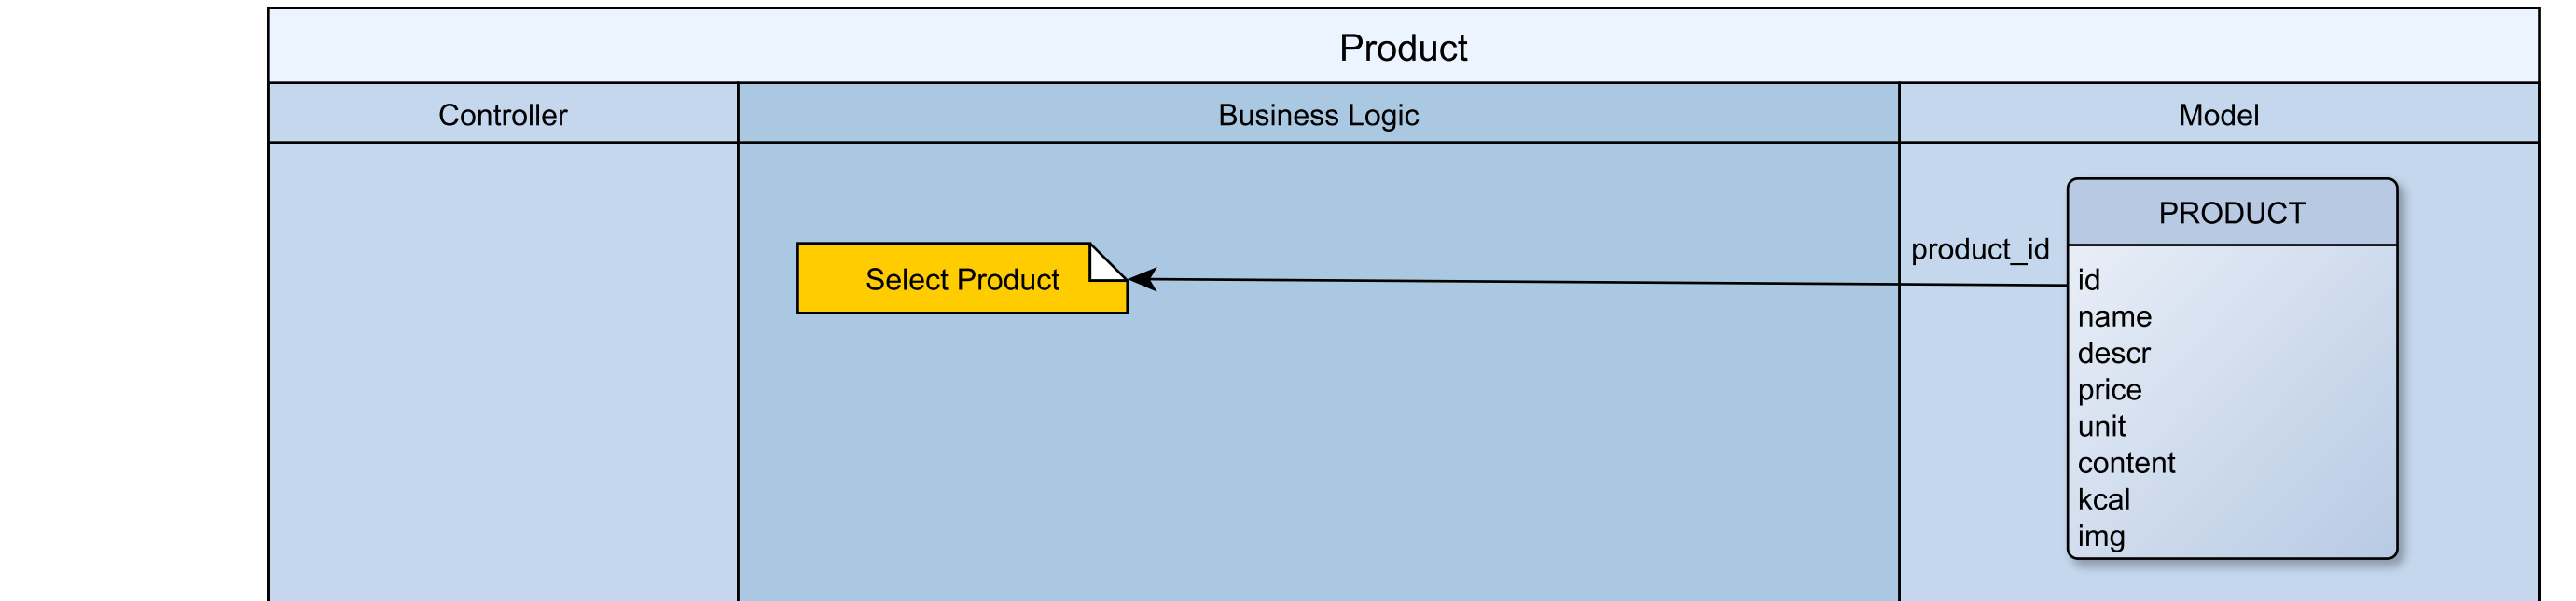 Product
Controller
Business Logic
Model
PRODUCT
product_id
Select Product
id
name
descr
price
unit
content
kcal
img